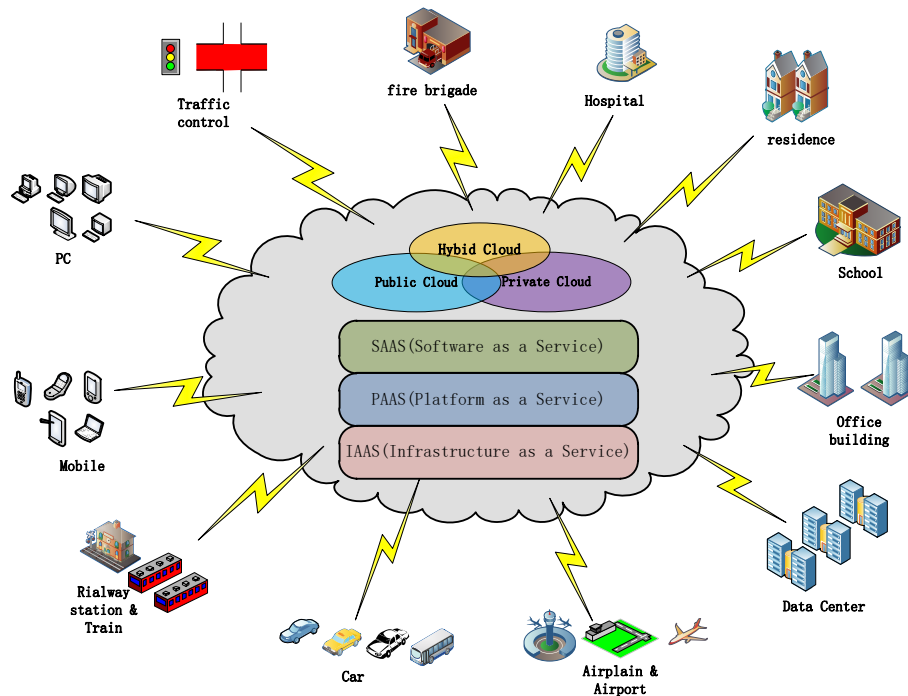 Traffic
control
fire brigade
Hospital
residence
PC
Hybid Cloud
Public Cloud
Private Cloud
School
SAAS(Software as a Service)
PAAS(Platform as a Service)
IAAS(Infrastructure as a Service)
Mobile
Office
building
Rialway
station &
Train
Data Center
Car
Airplain &
Airport